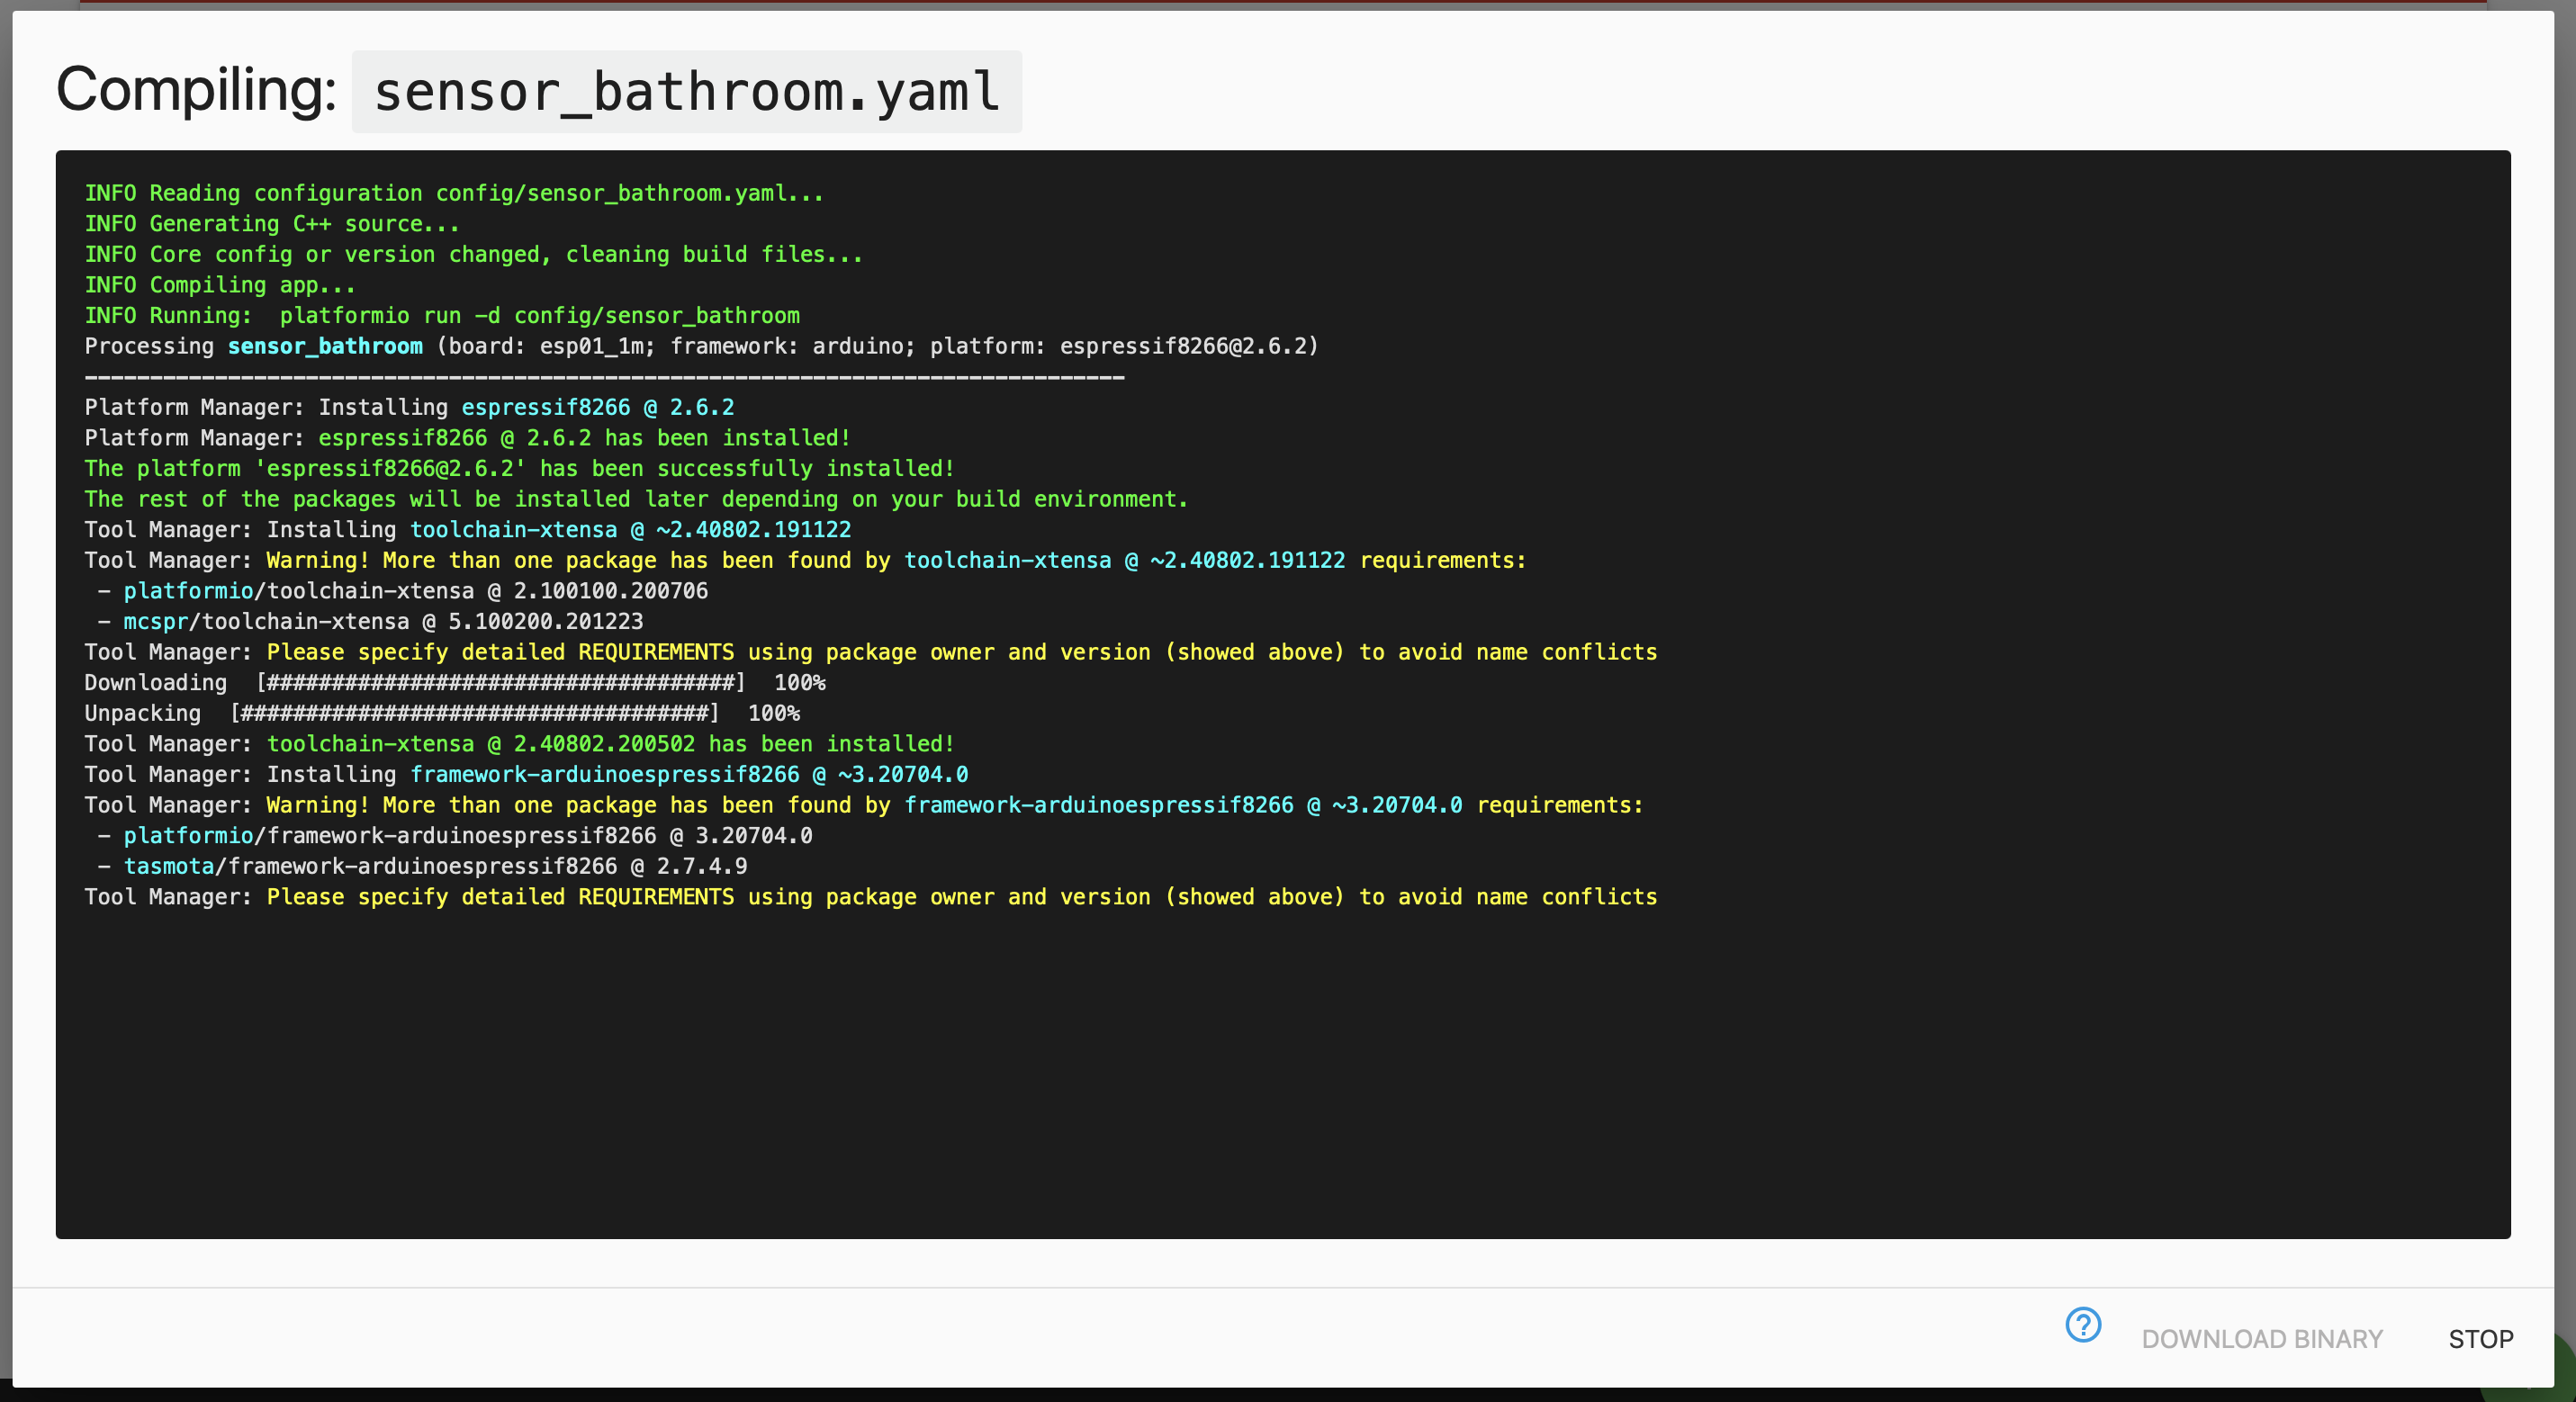 Compiling: sensor_bathroom.yaml
INFO Reading configuration config/sensor_bathroom.yaml...
INFO Generating C++ source...
INFO Core config or version changed, cleaning build files...
INFO Compiling app...
INFO Running:  platformio run -d config/sensor_bathroom
Processing sensor_bathroom (board: esp01_1m; framework: arduino; platform: espressif8266@2.6.2)
--------------------------------------------------------------------------------
Platform Manager: Installing espressif8266 @ 2.6.2
Platform Manager: espressif8266 @ 2.6.2 has been installed!
The platform 'espressif8266@2.6.2' has been successfully installed!
The rest of the packages will be installed later depending on your build environment.
Tool Manager: Installing toolchain-xtensa @ ~2.40802.191122
Tool Manager: Warning! More than one package has been found by toolchain-xtensa @ ~2.40802.191122 requirements:
 - platformio/toolchain-xtensa @ 2.100100.200706
 - mcspr/toolchain-xtensa @ 5.100200.201223
Tool Manager: Please specify detailed REQUIREMENTS using package owner and version (showed above) to avoid name conflicts
Downloading  [####################################]  100%
Unpacking  [####################################]  100%
Tool Manager: toolchain-xtensa @ 2.40802.200502 has been installed!
Tool Manager: Installing framework-arduinoespressif8266 @ ~3.20704.0
Tool Manager: Warning! More than one package has been found by framework-arduinoespressif8266 @ ~3.20704.0 requirements:
 - platformio/framework-arduinoespressif8266 @ 3.20704.0
 - tasmota/framework-arduinoespressif8266 @ 2.7.4.9
Tool Manager: Please specify detailed REQUIREMENTS using package owner and version (showed above) to avoid name conflicts
? DOWNLOAD BINARY STOP